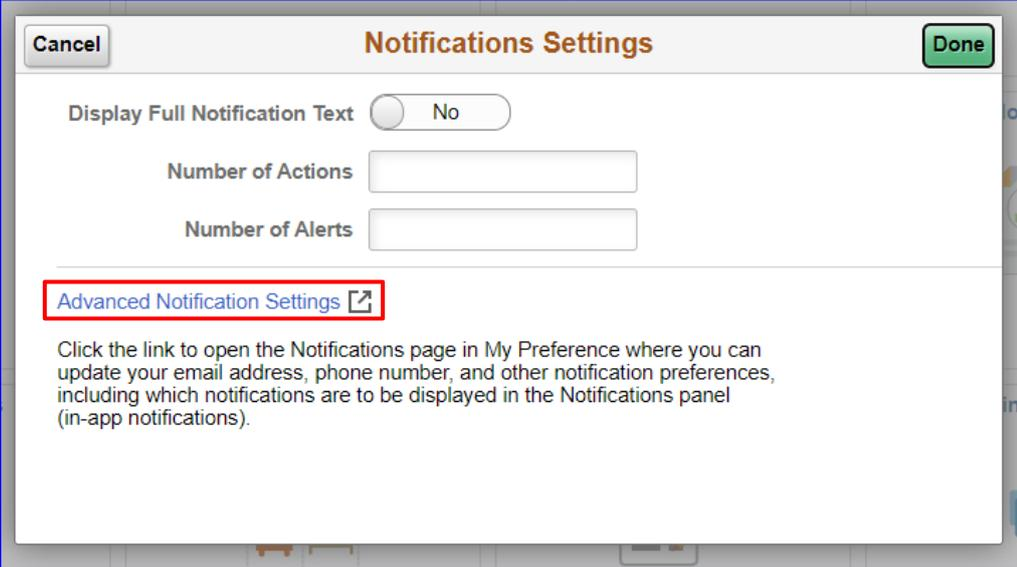 Cancel
Notifications Settings
Done
Display Full Notification Text
No
Number of Actions
Number of Alerts
Advanced Notification Settings
Click the link to open the Notifications page in My Preference where you can
update your email address, phone number, and other notification preferences,
including which notifications are to be displayed in the Notifications panel
(in-app notifications).